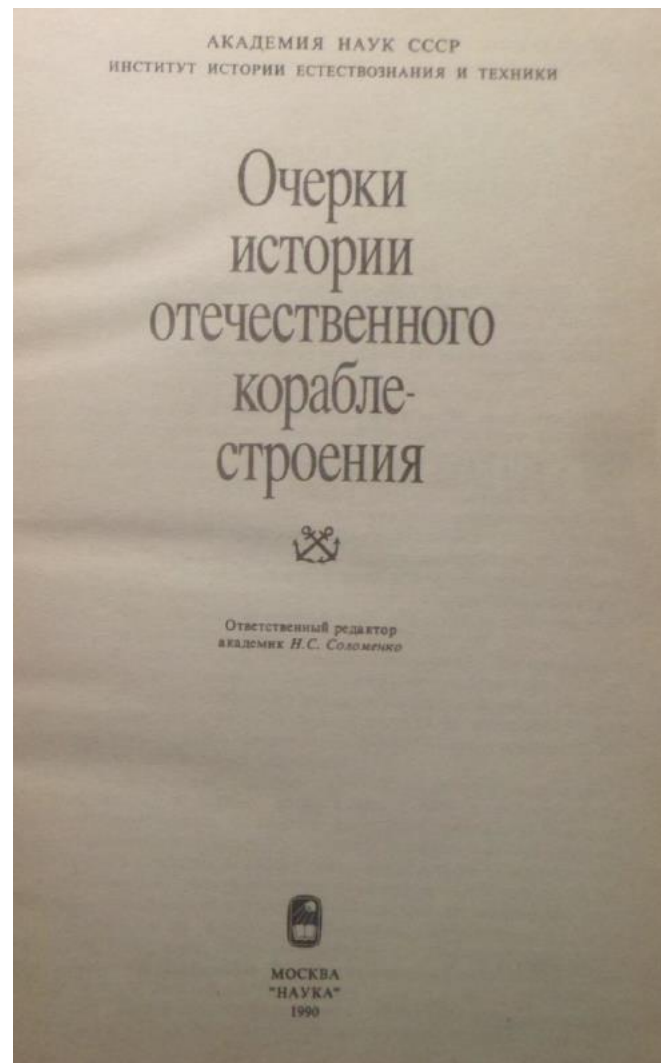 АКАДЕМИЯ НАУК СССР
ИНСТИТУТ ИСТОРИИ ЕСТЕСТВОЗНАНИЯ И ТЕХНИКИ
Очерки
истории
отечественного
корабле-
строения
Ответственный редактор
академик Н.С. Соломенко
МОСКВА
"НАУКА"
1990